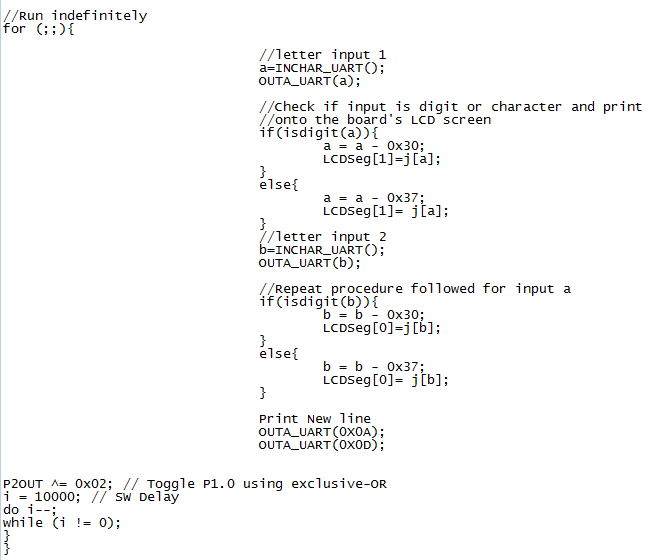 //Run indefinitely
for (;;){
//letter input 1
a=INCHAR_UART();
OUTA_UART(a);
//Check if input is digit or character and print
//onto the board's LCD screen
if(isdigit(a)){
a = a - 0x30;
LCDSeg[1]=j[a];
}
else{
a = a - 0x37;
LCDSeg[1]= j[a];
}
//letter input 2
b=INCHAR_UART();
OUTA_UART(b);
//Repeat procedure followed for input a
if(isdigit(b)){
b = b - 0x30;
LCDSeg[0]=j[b];
}
else{
b = b - 0x37;
LCDSeg[0]= j[b];
}
Print New line
OUTA_UART(0X0A);
OUTA_UART(0X0D);
P2OUT ^= 0x02; // Toggle P1.0 using exclusive-OR
i = 10000; // SW Delay
do i--;
while (i != 0);
}
}